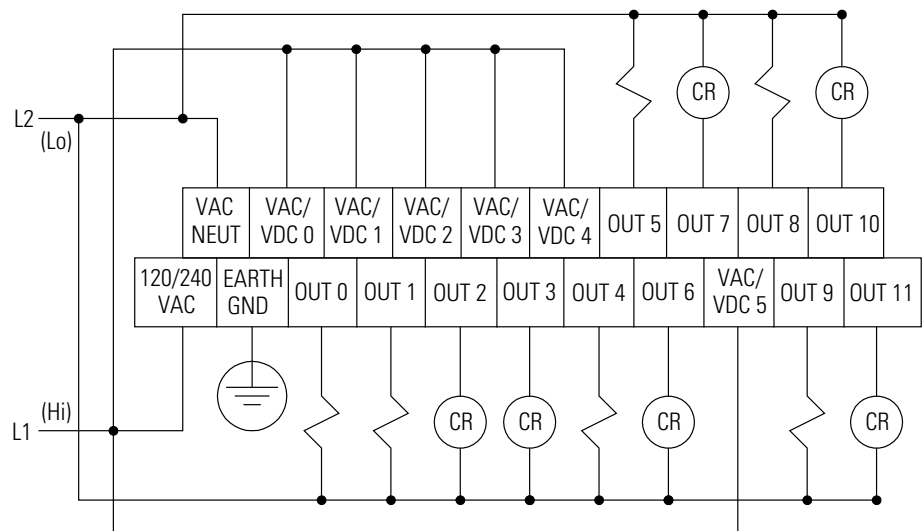 CR
CR
L2
(Lo)
VAC NEUT
VAC/ VDC 0
VAC/ VDC 1
VAC/ VDC 2
VAC/ VDC 3
VAC/ VDC 4
OUT 5
OUT 7
OUT 8
OUT 10
120/240 VAC
EARTH GND
OUT 0
OUT 1
OUT 2
OUT 3
OUT 4
OUT 6
VAC/ VDC 5
OUT 9
OUT 11
(Hi)
L1
CR
CR
CR
CR